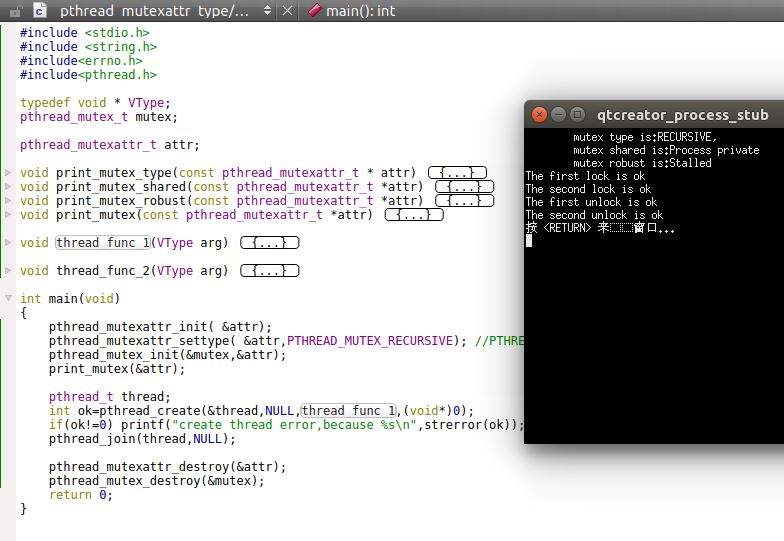 pthread_mutexattr_type/...
main(): int
#include <stdio.h>
#include <string.h>
#include<errno.h>
#include<pthread.h>
typedef void * VType;
pthread_mutex_t mutex;
pthread_mutexattr_t attr;
void print_mutex_type(const pthread_mutexattr_t * attr) {...}
void print_mutex_shared(const pthread_mutexattr_t *attr) {...}
void print_mutex_robust(const pthread_mutexattr_t *attr) {...}
void print_mutex(const pthread_mutexattr_t *attr) {...}
void thread_func_1(VType arg) {...}
void thread_func_2(VType arg) {...}
int main(void)
{
pthread_mutexattr_init( &attr);
pthread_mutexattr_settype( &attr,PTHREAD_MUTEX_RECURSIVE); //PTHRE
pthread_mutex_init(&mutex,&attr);
print_mutex(&attr);
pthread_t thread;
int ok=pthread_create(&thread,NULL,thread_func_1,(void*)0);
if(ok!=0) printf("create thread error,because %s\n",strerror(ok));
pthread_join(thread,NULL);
pthread_mutexattr_destroy(&attr);
pthread_mutex_destroy(&mutex);
return 0;
}
qtcreator_process_stub
mutex type is:RECURSIVE,
mutex shared is:Process private
mutex robust is:Stalled
The first lock is ok
The second lock is ok
The first unlock is ok
The second unlock is ok
按 <RETURN> 来窗口...